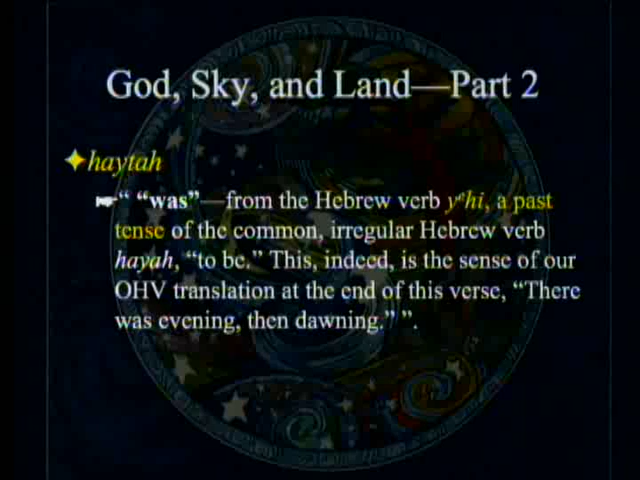 God, Sky, and Land—Part 2
haytah
“ “was”—from the Hebrew verb yᵉhi, a past
tense of the common, irregular Hebrew verb
hayah, “to be.” This, indeed, is the sense of our
OHV translation at the end of this verse, “There
was evening, then dawning.” ”.